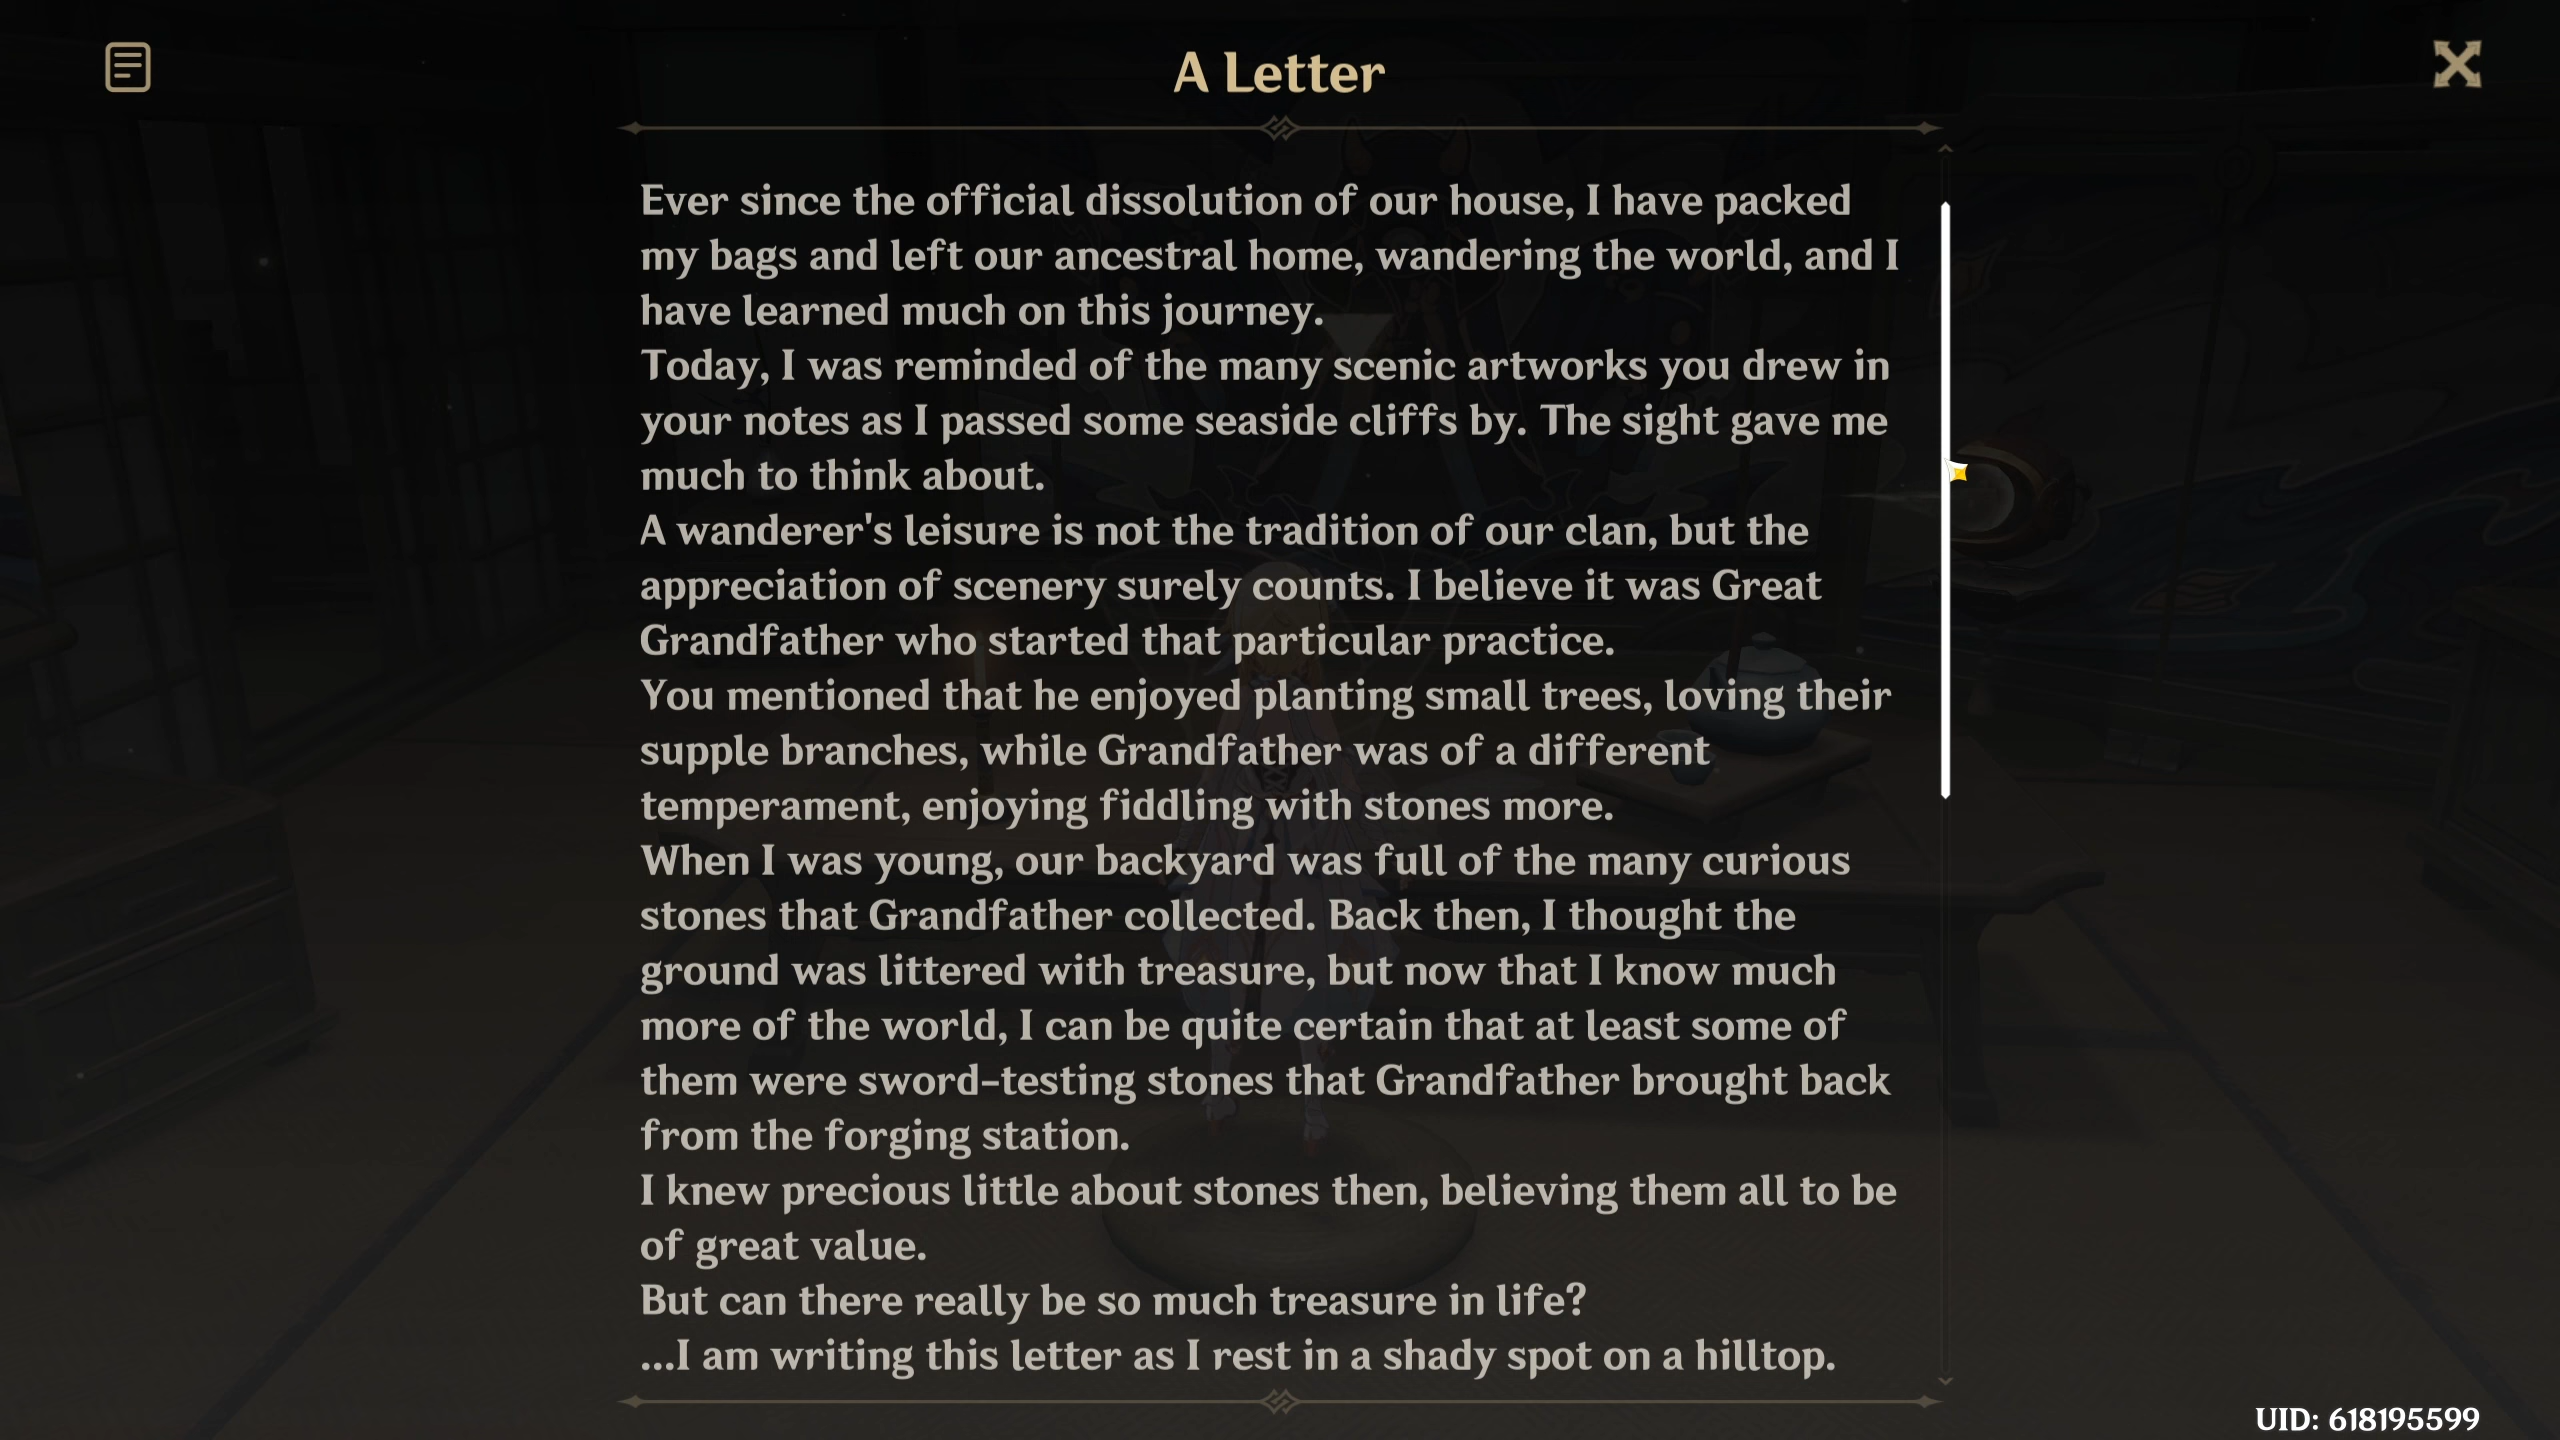 A Letter
Ever since the official dissolution of our house, I have packed
my bags and left our ancestral home, wandering the world, and I
have learned much on this journey.
Today, I was reminded of the many scenic artworks you drew in
your notes as I passed some seaside cliffs by. The sight gave me
much to think about.
A wanderer's leisure is not the tradition of our clan, but the
appreciation of scenery surely counts. I believe it was Great
Grandfather who started that particular practice.
You mentioned that he enjoyed planting small trees, loving their
supple branches, while Grandfather was of a different
temperament, enjoying fiddling with stones more.
When I was young, our backyard was full of the many curious
stones that Grandfather collected. Back then, I thought the
ground was littered with treasure, but now that I know much
more of the world, I can be quite certain that at least some of
them were sword-testing stones that Grandfather brought back
from the forging station.
I knew precious little about stones then, believing them all to be
of great value.
But can there really be so much treasure in life?
...I am writing this letter as I rest in a shady spot on a hilltop.
UID: 618195599